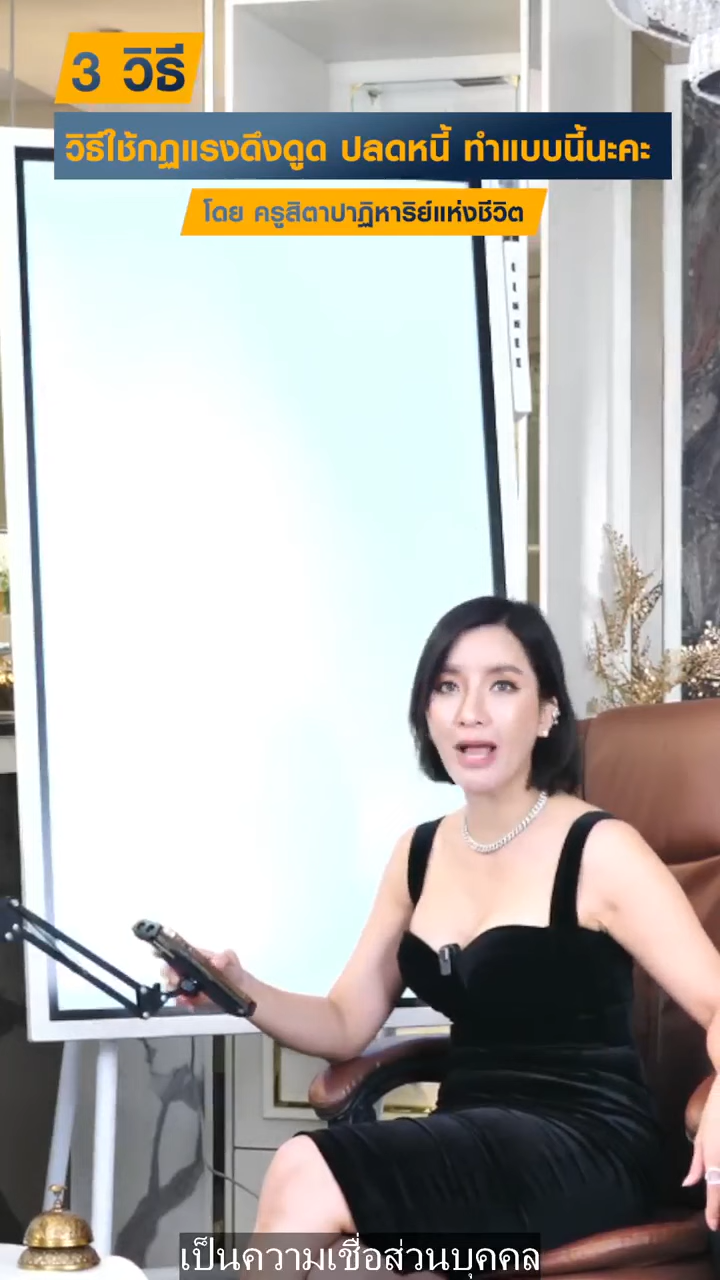 3 วิธี
วิธีใช้กฏแรงดึงดูด ปลดหนี้ ทำแบบนี้นะคะ
โดย ครูสิตาปาฏิหาริย์แห่งชีวิต
เป็นความเชื่อส่วนบุคคล